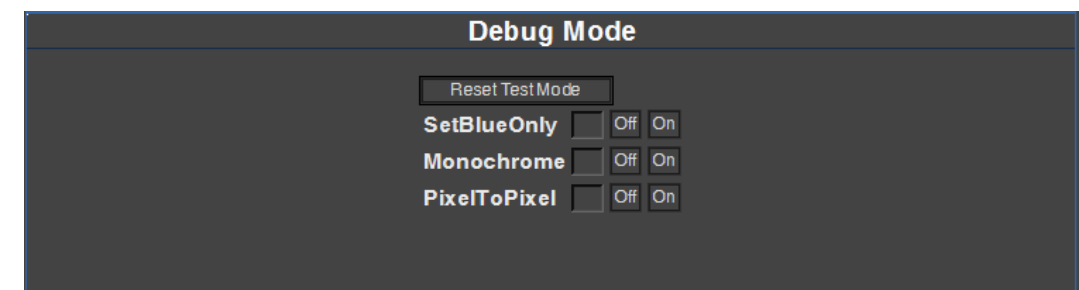 Debug Mode
Reset Test Mode
SetBlueOnly Off On
Monochrome Off On
PixelToPixel Off On